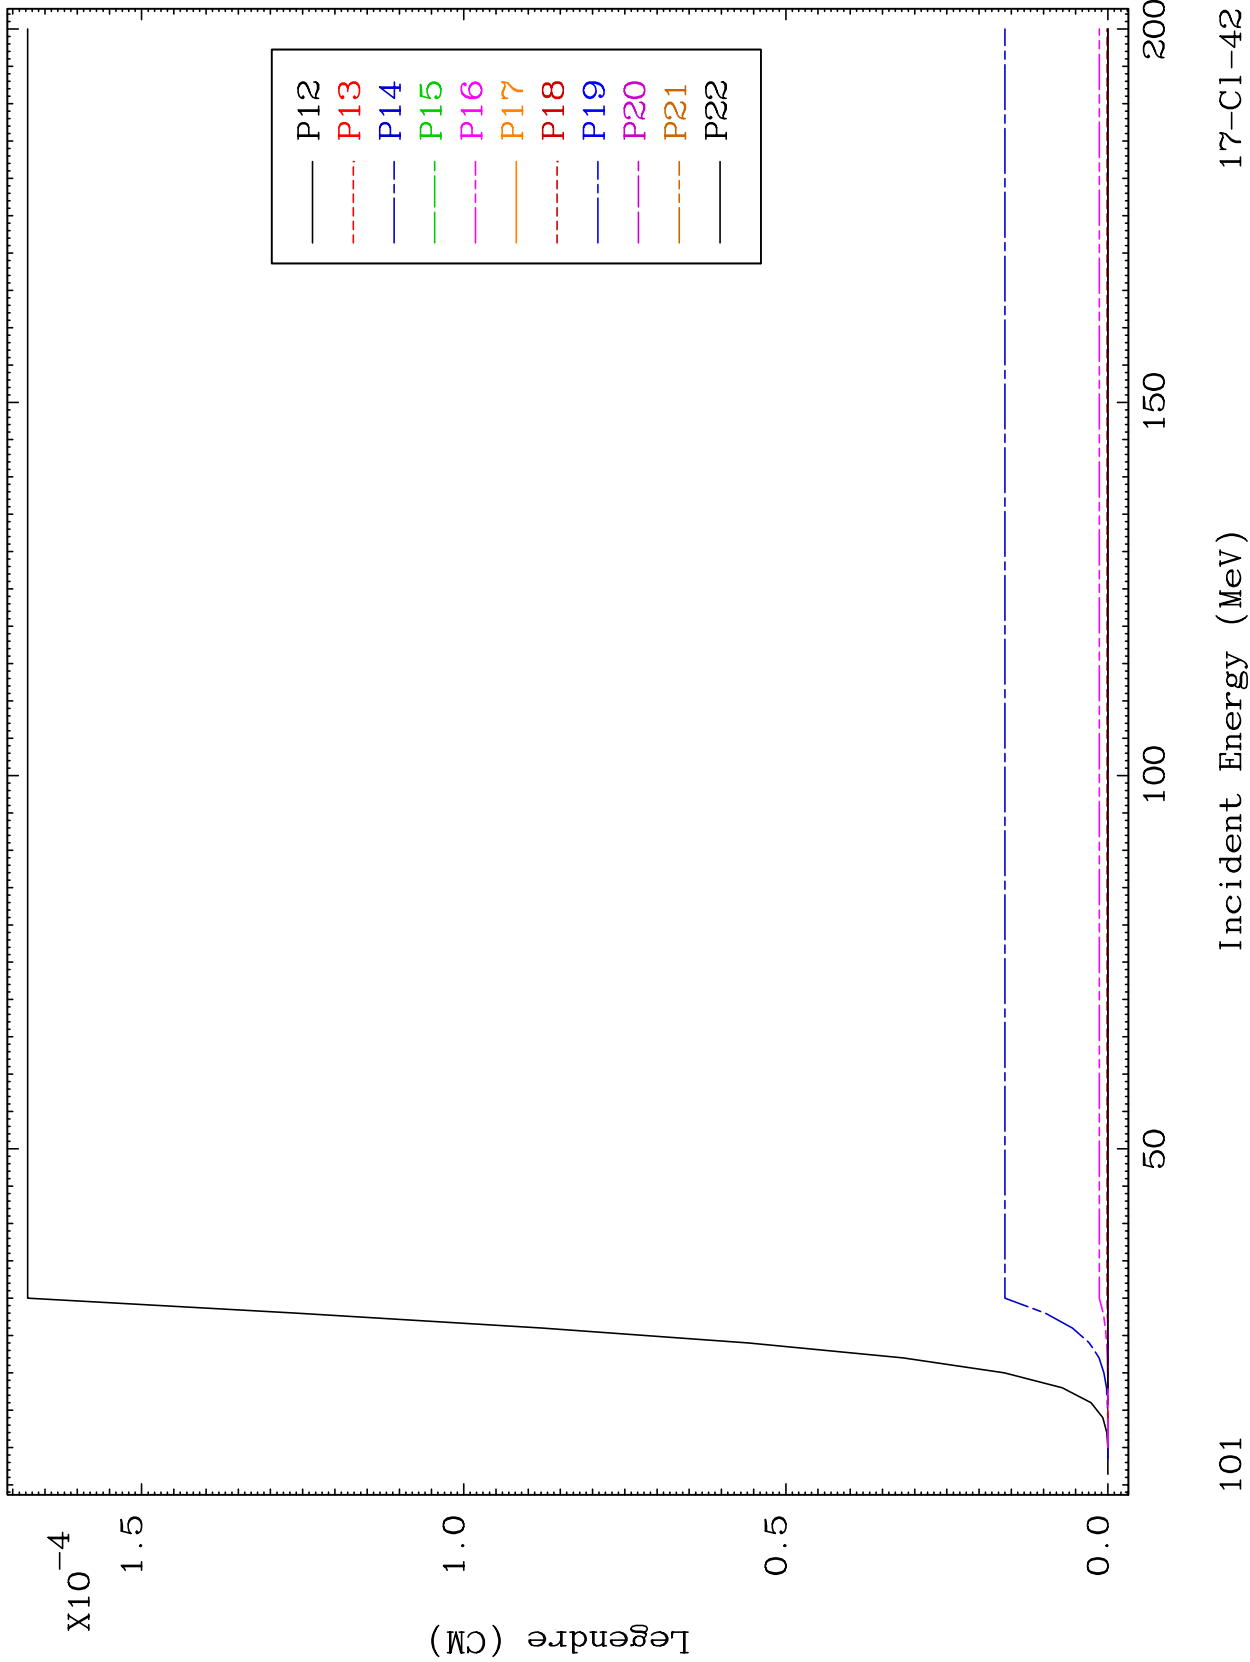 X10-4
1.5
1.0
0.5
0.0
Legendre (CM)
P12
P13
P14
P15
P16
P17
P18
P19
P20
P21
P22
50
100
150
200
Incident Energy (MeV)
101
17-Cl-42